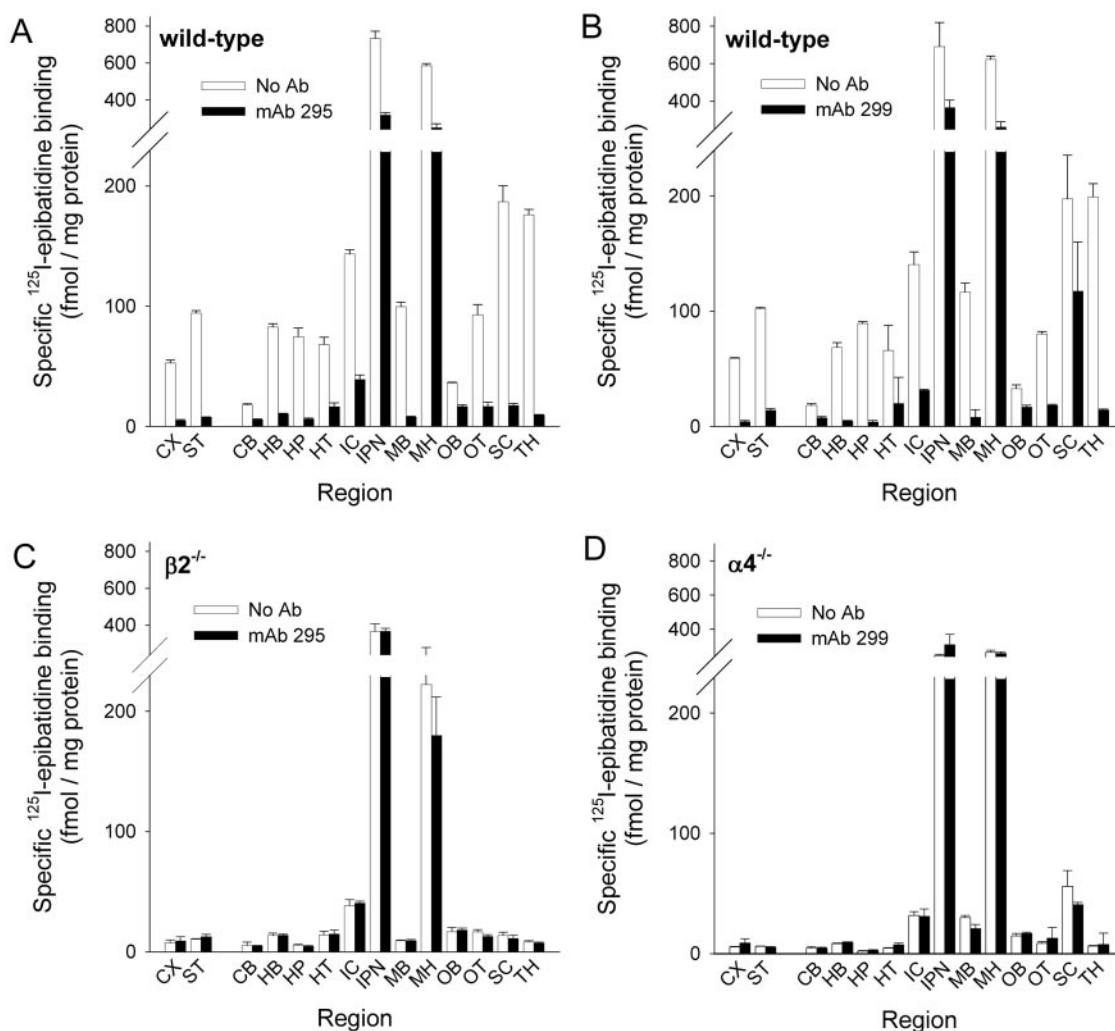 A
wild-type
No Ab
mAb 295
Specific ¹²⁵I-epibatidine binding
(fmol / mg protein)
800
600
400
200
100
0
CX ST CB HB HP HT IC IPN MB MH OB OT SC TH
Region
B
wild-type
No Ab
mAb 299
Specific ¹²⁵I-epibatidine binding
(fmol / mg protein)
800
600
400
200
100
0
CX ST CB HB HP HT IC IPN MB MH OB OT SC TH
Region
C
β2⁻/⁻
No Ab
mAb 295
Specific ¹²⁵I-epibatidine binding
(fmol / mg protein)
800
600
400
200
100
0
CX ST CB HB HP HT IC IPN MB MH OB OT SC TH
Region
D
α4⁻/⁻
No Ab
mAb 299
Specific ¹²⁵I-epibatidine binding
(fmol / mg protein)
800
600
400
200
100
0
CX ST CB HB HP HT IC IPN MB MH OB OT SC TH
Region